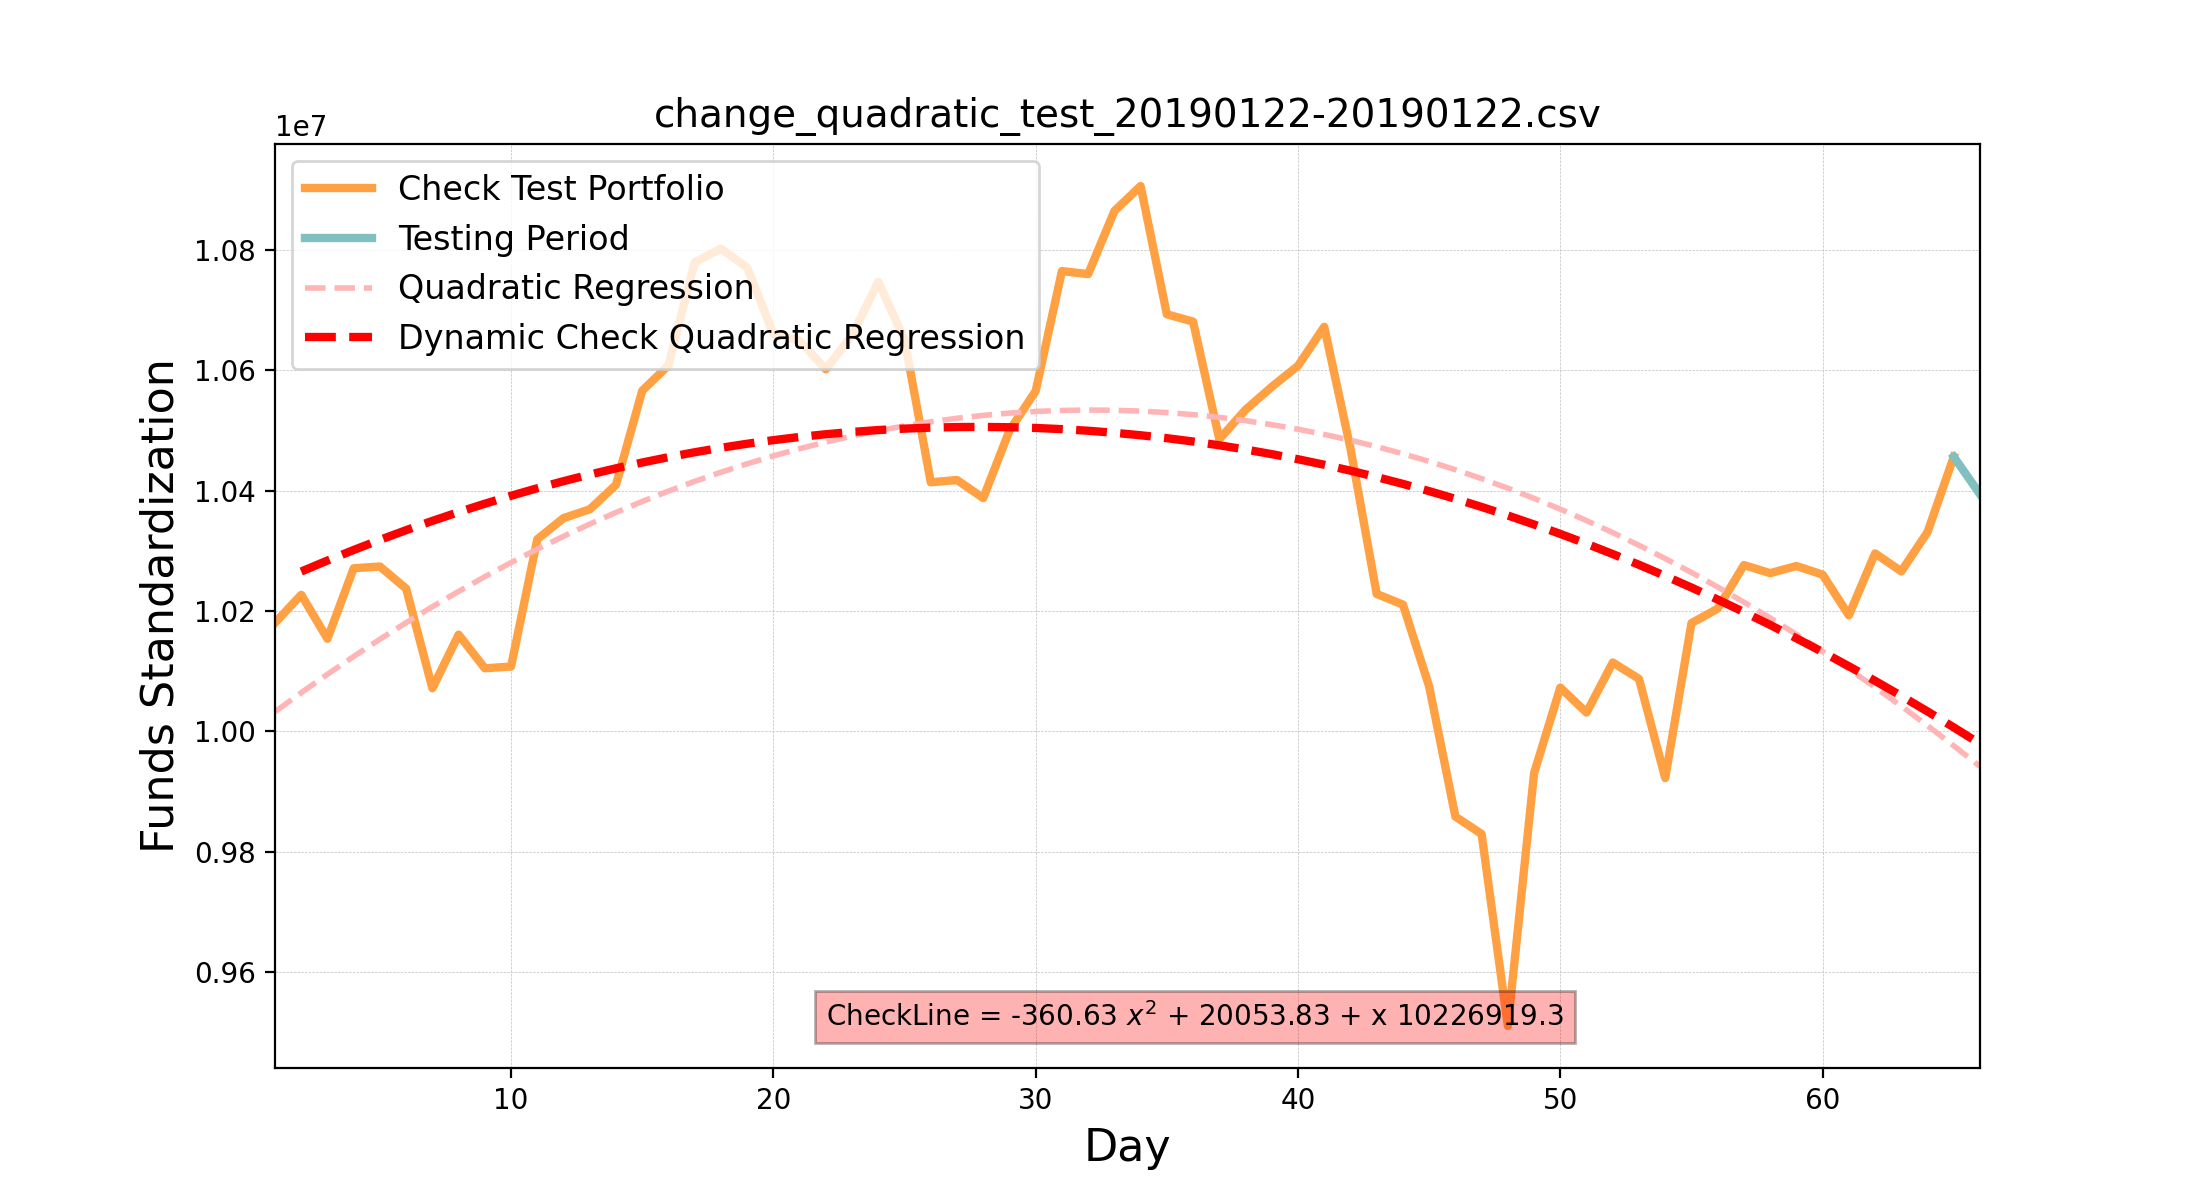 change_quadratic_test_20190122-20190122.csv
1e7
Check Test Portfolio
Testing Period
Quadratic Regression
Dynamic Check Quadratic Regression
1.08
1.06
1.04
1.02
1.00
0.98
0.96
Funds Standardization
CheckLine = -360.63 x² + 20053.83 + x 10226919.3
10 20 30 40 50 60
Day